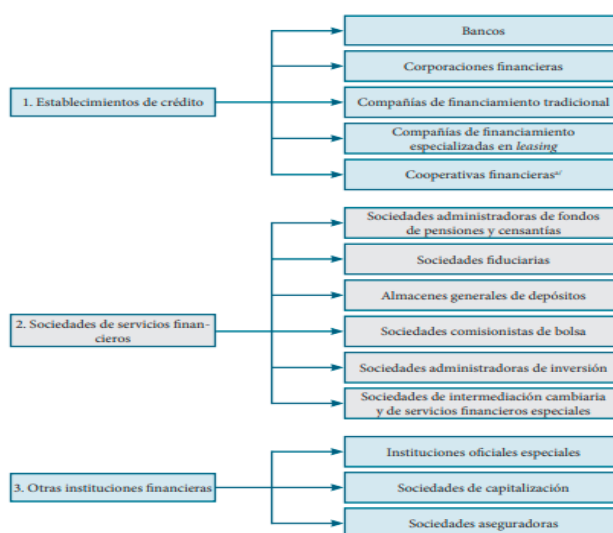 1. Establecimientos de crédito
Bancos
Corporaciones financieras
Compañías de financiamiento tradicional
Compañías de financiamiento
especializadas en leasing
Cooperativas financieras a/
2. Sociedades de servicios finan-
cieros
Sociedades administradoras de fondos
de pensiones y censantías
Sociedades fiduciarias
Almacenes generales de depósitos
Sociedades comisionistas de bolsa
Sociedades administradoras de inversión
Sociedades de intermediación cambiaria
y de servicios financieros especiales
3. Otras instituciones financieras
Instituciones oficiales especiales
Sociedades de capitalización
Sociedades aseguradoras